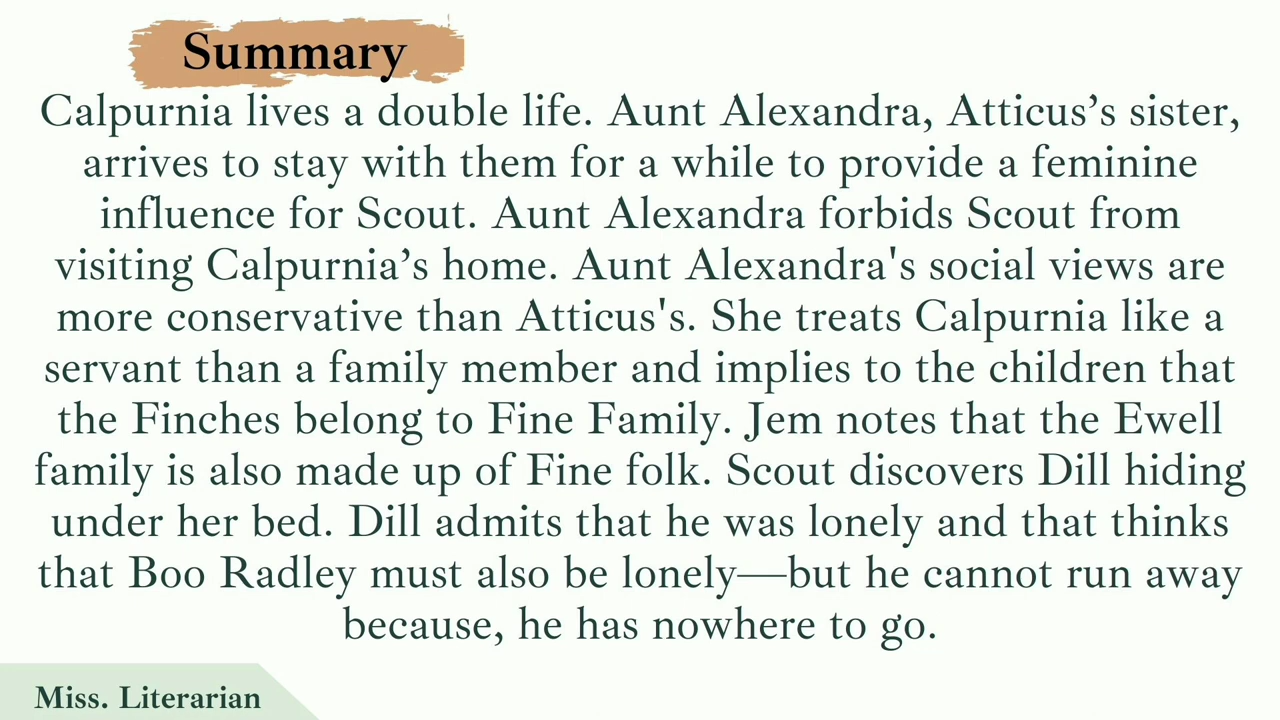 Summary
Calpurnia lives a double life. Aunt Alexandra, Atticus’s sister,
arrives to stay with them for a while to provide a feminine
influence for Scout. Aunt Alexandra forbids Scout from
visiting Calpurnia’s home. Aunt Alexandra's social views are
more conservative than Atticus's. She treats Calpurnia like a
servant than a family member and implies to the children that
the Finches belong to Fine Family. Jem notes that the Ewell
family is also made up of Fine folk. Scout discovers Dill hiding
under her bed. Dill admits that he was lonely and that thinks
that Boo Radley must also be lonely—but he cannot run away
because, he has nowhere to go.
Miss. Literarian